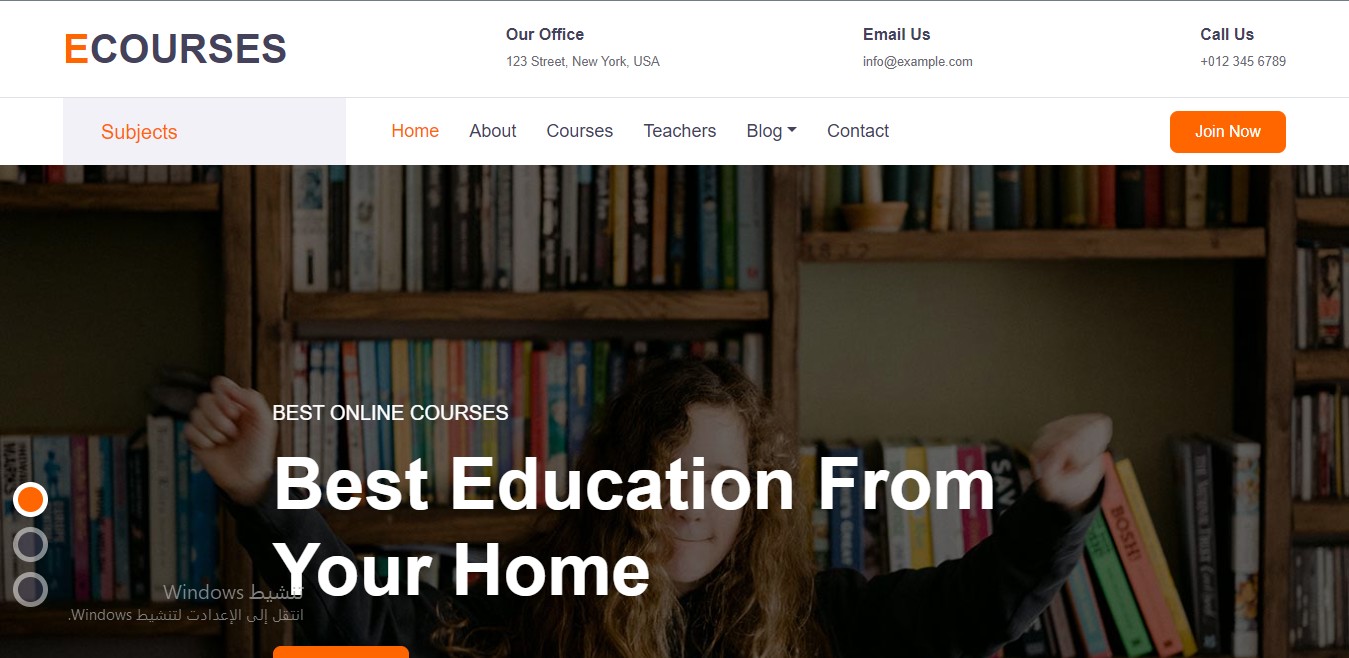 ECOURSES
Our Office
123 Street, New York, USA
Email Us
info@example.com
Call Us
+012 345 6789
Subjects
Home
About
Courses
Teachers
Blog
Contact
Join Now
BEST ONLINE COURSES
Best Education From
Your Home
تنشيط Windows
انتقل إلى الإعدادت لتنشيط Windows.
BOSH!